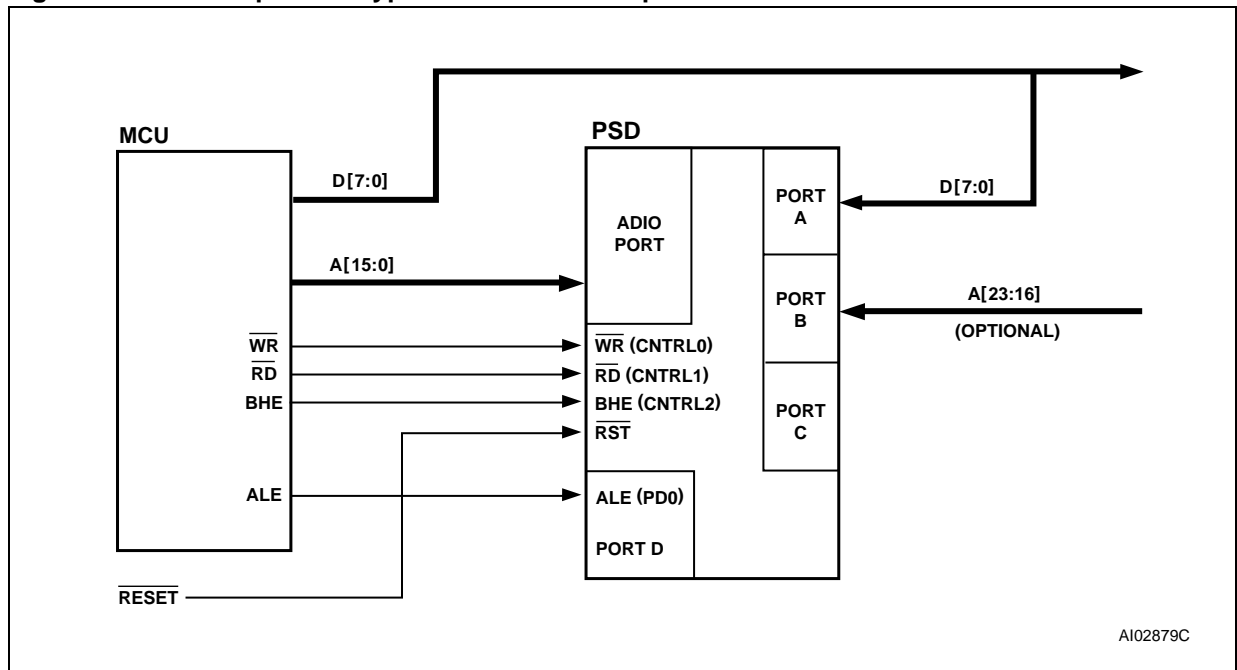 MCU
D[7:0]
A[15:0]
WR
RD
BHE
ALE
RESET
PSD
ADIO
PORT
WR (CNTRL0)
RD (CNTRL1)
BHE (CNTRL2)
RST
ALE (PD0)
PORT D
PORT
A
PORT
B
PORT
C
D[7:0]
A[23:16]
(OPTIONAL)
AI02879C